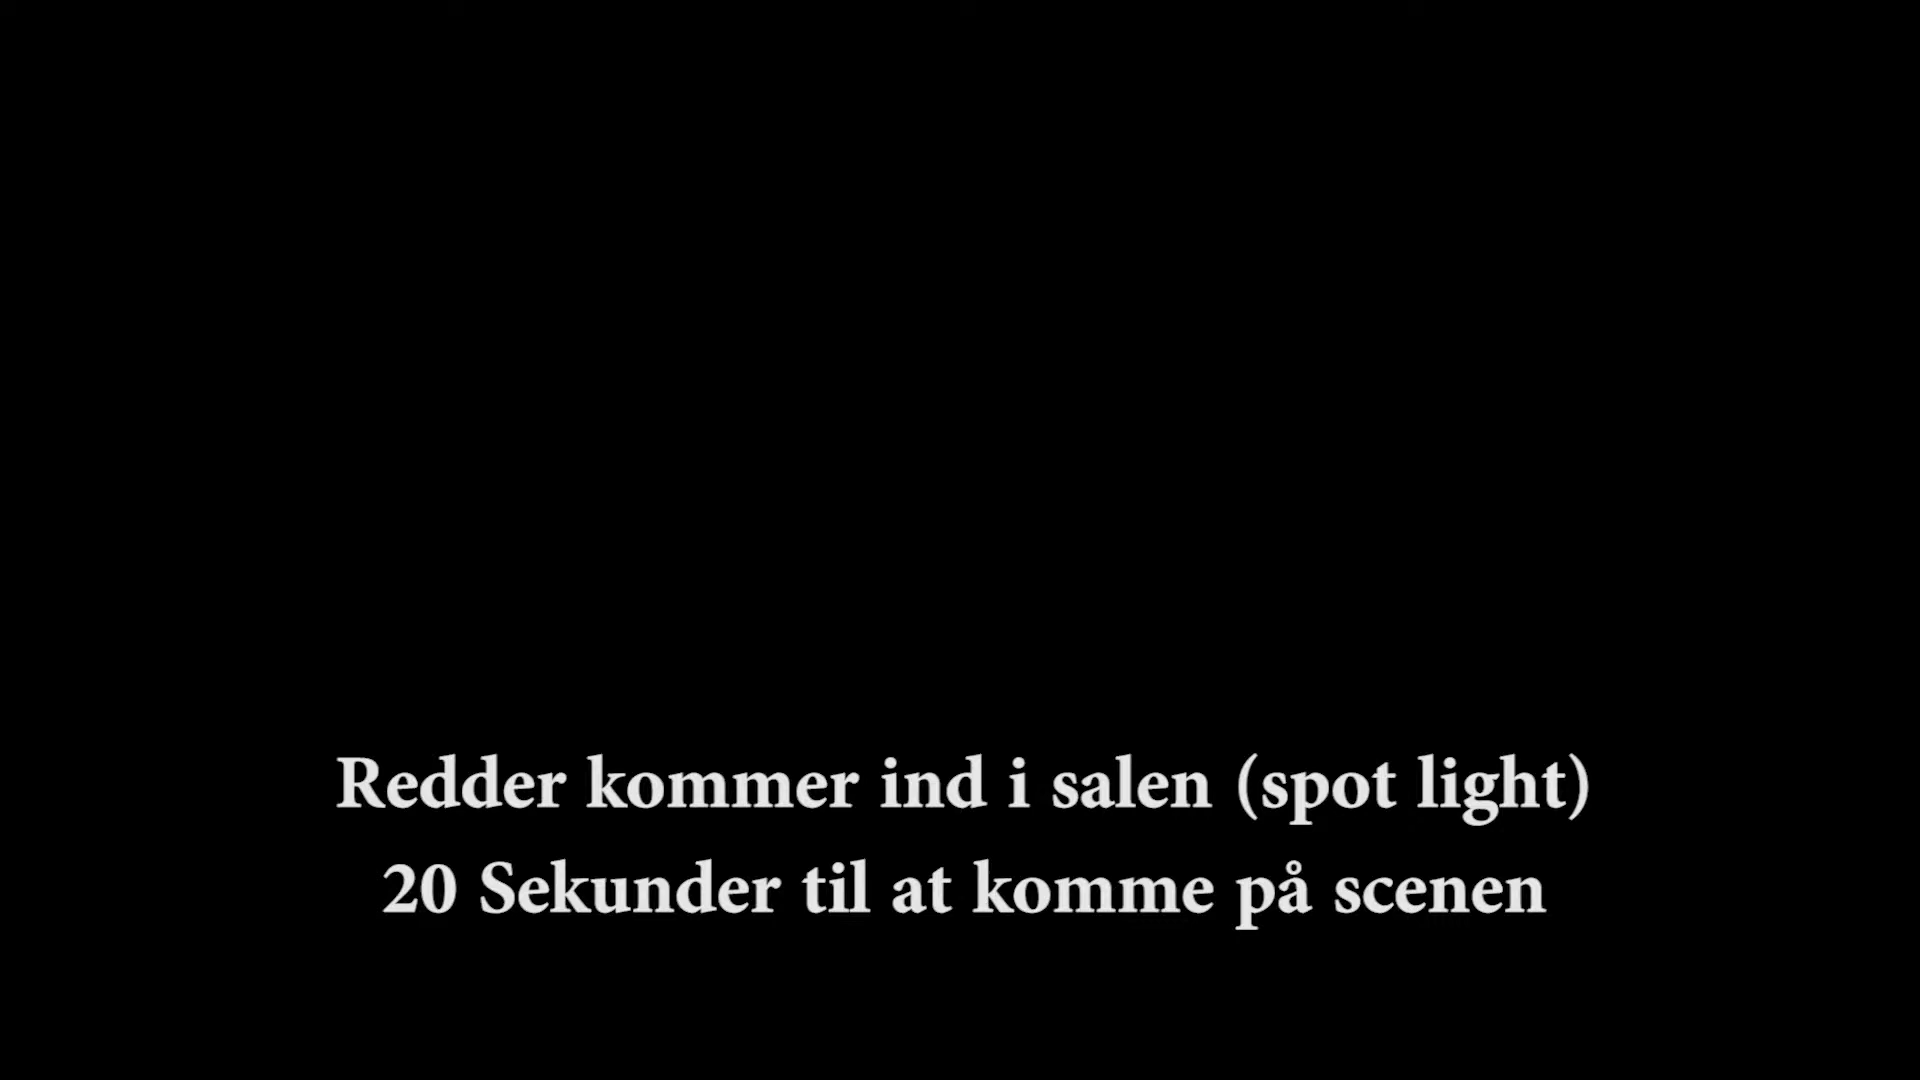 Redder kommer ind i salen (spot light)
20 Sekunder til at komme på scenen